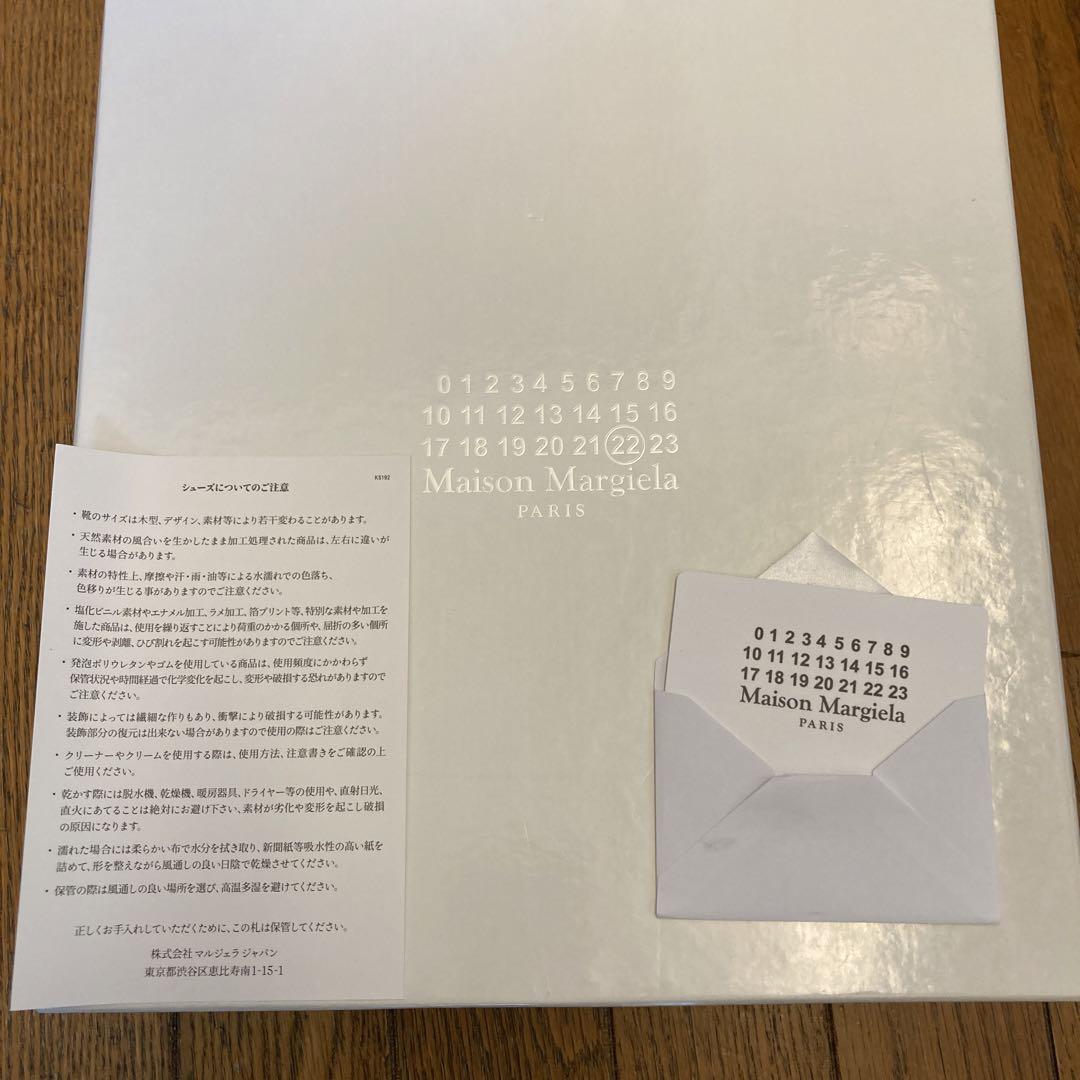 0 1 2 3 4 5 6 7 8 9
10 11 12 13 14 15 16
17 18 19 20 21 22 23
Maison Margiela
PARIS
K5192
シューズについてのご注意
・靴のサイズは木型、デザイン、素材等により若干変わることがあります。
・天然素材の風合いを生かしたまま加工処理された商品は、左右に違いが
生じる場合があります。
・素材の特性上、摩擦や汗・雨・油等による水濡れでの色落ち、
色移りが生じる事がありますのでご注意ください。
・塩化ビニル素材やエナメル加工、ラメ加工、箔プリント等、特別な素材や加工を
施した商品は、使用を繰り返すことにより荷重のかかる個所や、屈折の多い個所
に変形や剥離、ひび割れを起こす可能性がありますのでご注意ください。
・発泡ポリウレタンやゴムを使用している商品は、使用頻度にかかわらず
保管状況や時間経過で化学変化を起こし、変形や破損する恐れがありますので
ご注意ください。
・装飾によっては繊細な作りもあり、衝撃により破損する可能性があります。
装飾部分の復元は出来ない場合がありますので使用の際はご注意ください。
・クリーナーやクリームを使用する際は、使用方法、注意書きをご確認の上
ご使用ください。
・乾かす際には脱水機、乾燥機、暖房器具、ドライヤー等の使用や、直射日光、
直火にあてることは絶対にお避け下さい、素材が劣化や変形を起こし破損
の原因になります。
・濡れた場合には柔らかい布で水分を拭き取り、新聞紙等吸水性の高い紙を
詰めて、形を整えながら風通しの良い日陰で乾燥させてください。
・保管の際は風通しの良い場所を選び、高温多湿を避けてください。
正しくお手入れしていただくために、この札は保管してください。
株式会社 マルジェラ ジャパン
東京都渋谷区恵比寿南1-15-1
0 1 2 3 4 5 6 7 8 9
10 11 12 13 14 15 16
17 18 19 20 21 22 23
Maison Margiela
PARIS